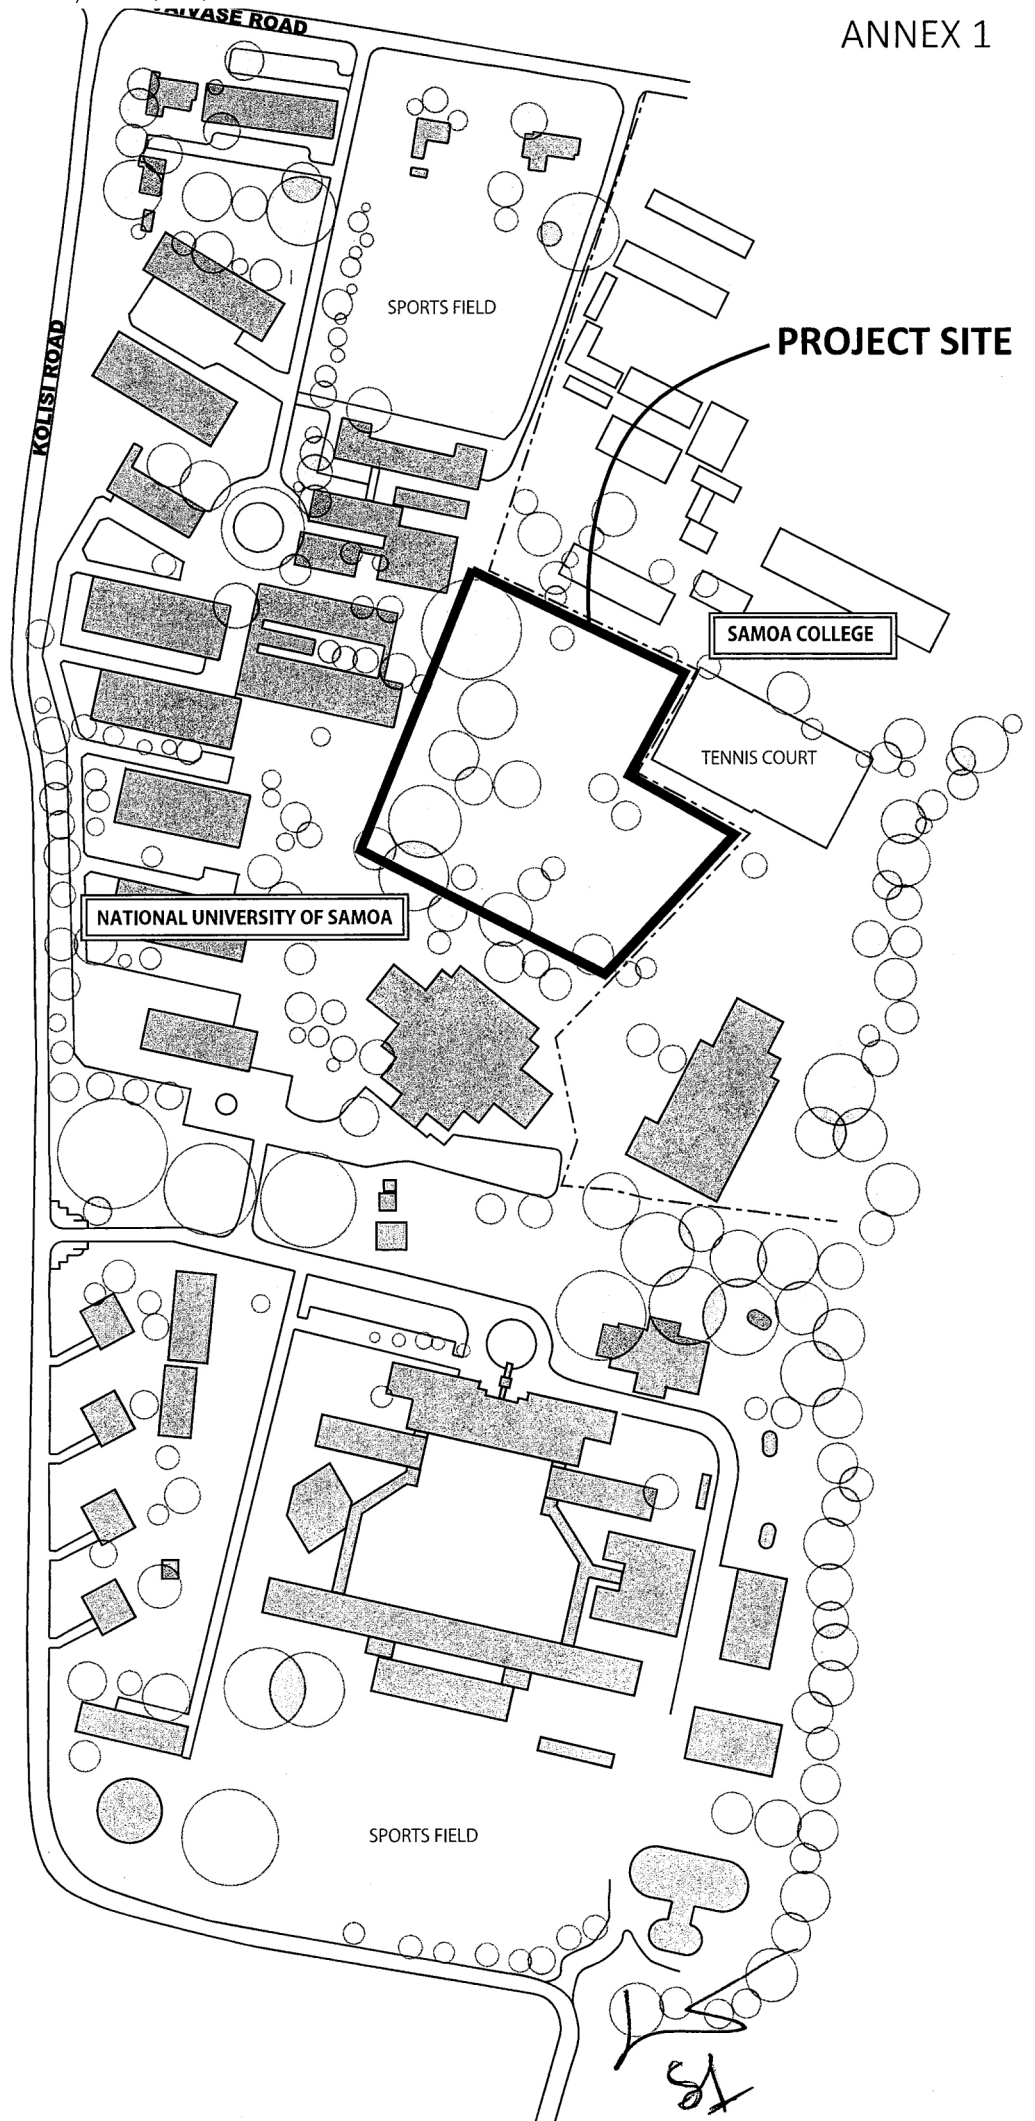 ANNEX 1
VAIVASE ROAD
SPORTS FIELD
PROJECT SITE
KOLISI ROAD
SAMOA COLLEGE
TENNIS COURT
NATIONAL UNIVERSITY OF SAMOA
SPORTS FIELD